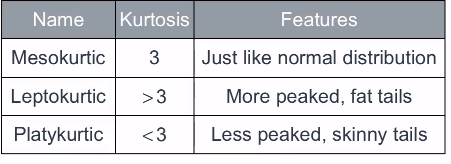 Name Kurtosis Features
Mesokurtic 3 Just like normal distribution
Leptokurtic >3 More peaked, fat tails
Platykurtic <3 Less peaked, skinny tails